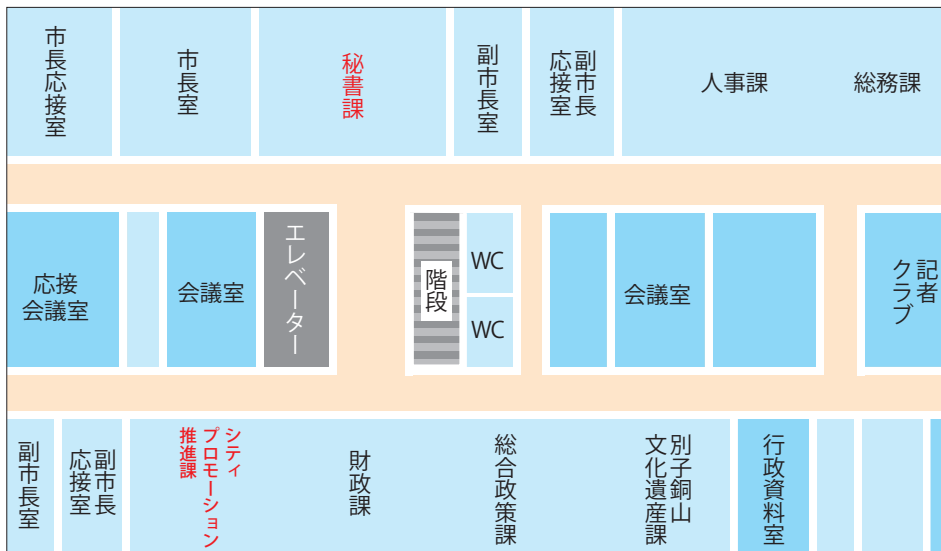 市長応接室
市長室
秘書課
副市長室
副市長
応接室
人事課
総務課
応接
会議室
会議室
エレベーター
階段
WC
WC
会議室
記者
クラブ
副市長室
副市長
応接室
シティ
プロモーション
推進課
財政課
総合政策課
別子銅山
文化遺産課
行政資料室